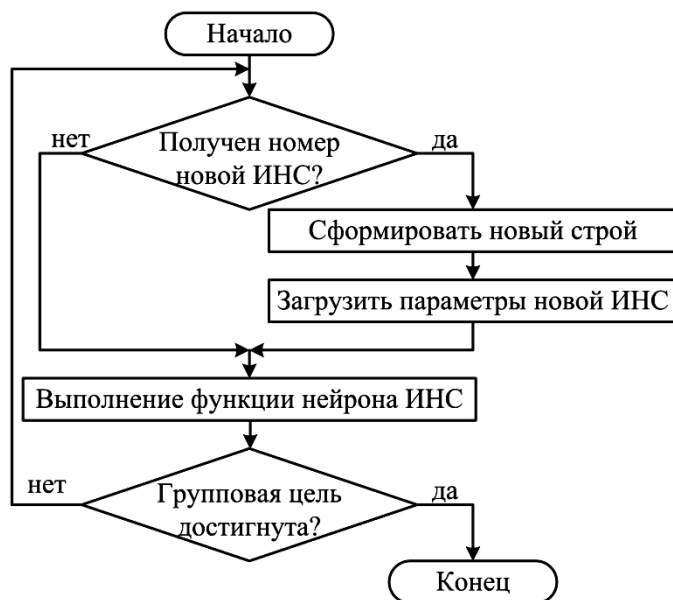 Начало
Получен номер
новой ИНС?
нет
да
Сформировать новый строй
Загрузить параметры новой ИНС
Выполнение функции нейрона ИНС
Групповая цель
достигнута?
нет
да
Конец